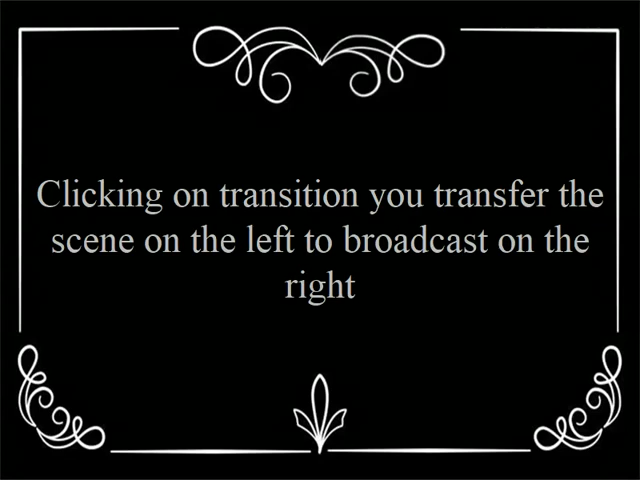 Clicking on transition you transfer the
scene on the left to broadcast on the
right